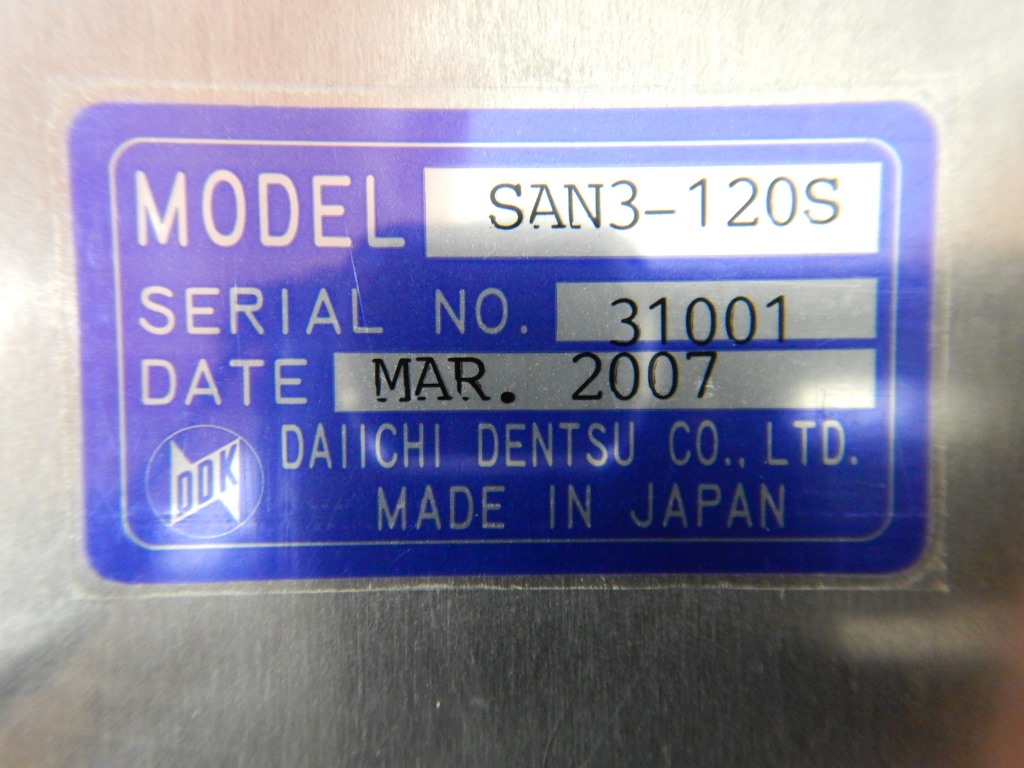 MODEL SAN3-120S
SERIAL NO. 31001
DATE MAR. 2007
DDK
DAIICHI DENTSU CO., LTD.
MADE IN JAPAN